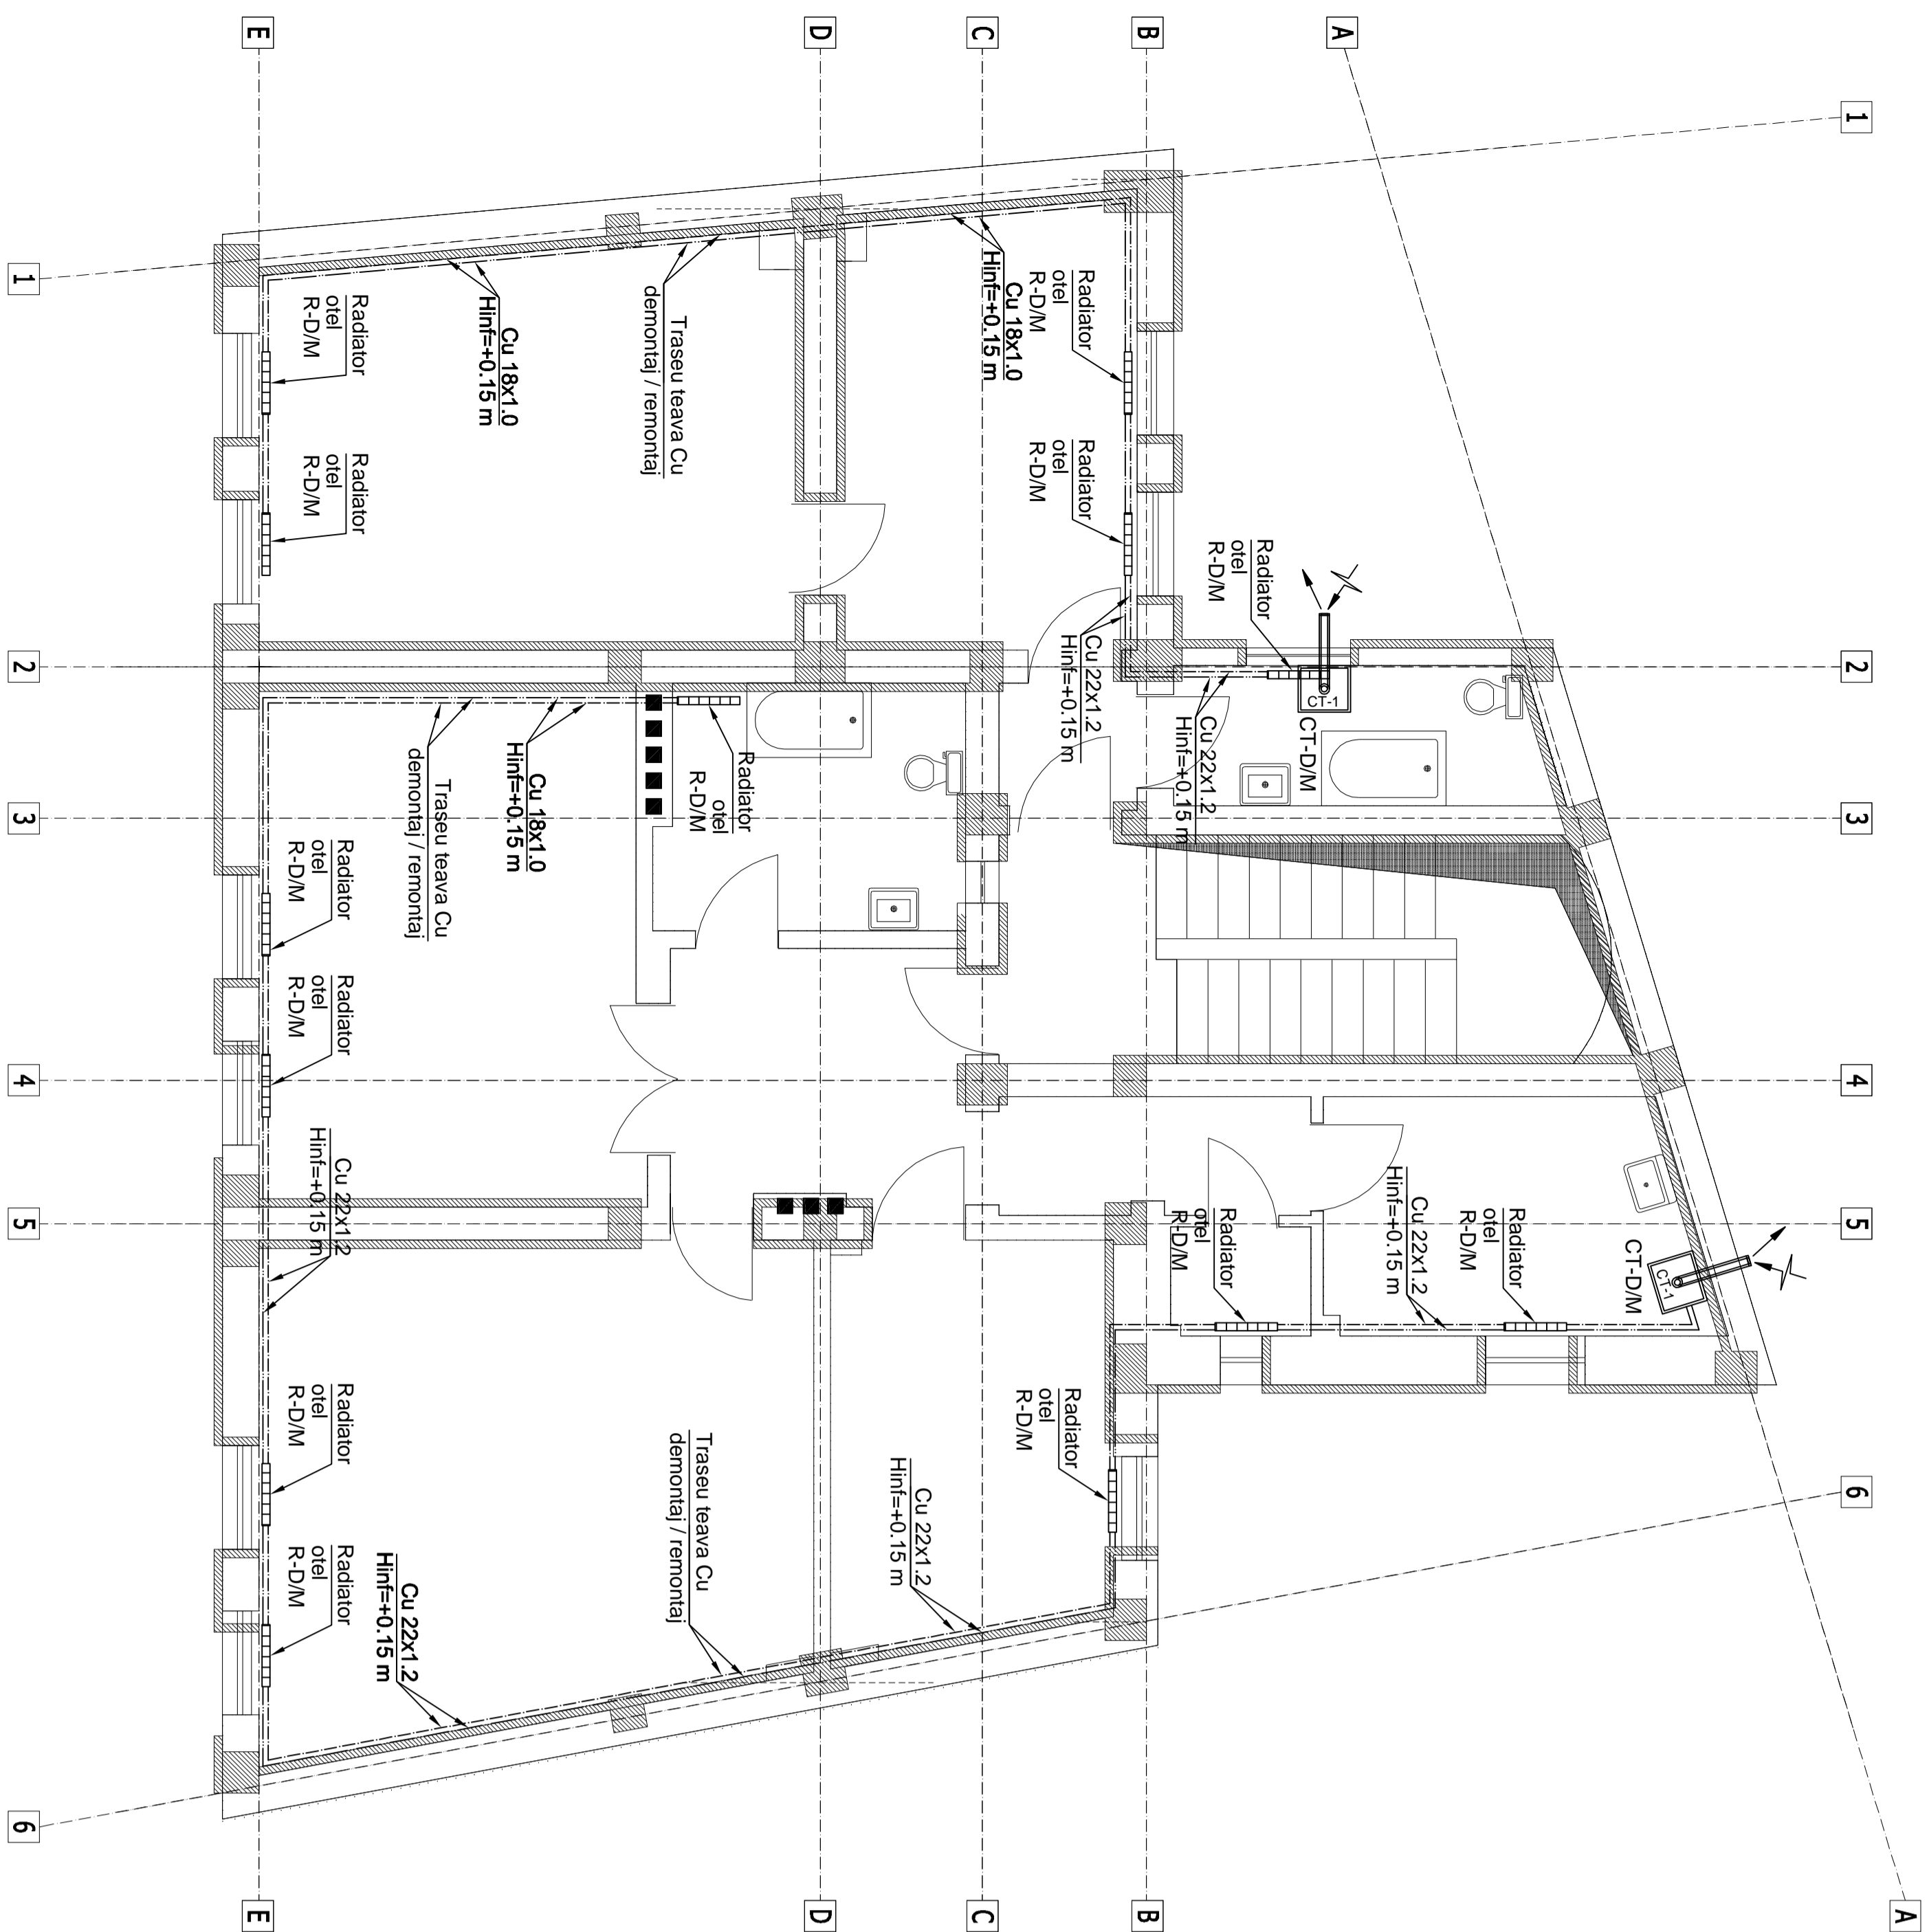 1
2
3
4
5
6
A
A
B
B
C
C
D
D
E
E
1
2
3
4
5
6
Radiator
otel
R-D/M
CT-1
CT-D/M
Cu 22x1.2
Hinf=+0.15 m
Cu 22x1.2
Hinf=+0.15 m
Radiator
otel
R-D/M
Radiator
otel
R-D/M
Cu 18x1.0
Hinf=+0.15 m
Traseu teava Cu
demontaj / remontaj
Cu 18x1.0
Hinf=+0.15 m
Radiator
otel
R-D/M
Radiator
otel
R-D/M
Radiator
otel
R-D/M
Cu 18x1.0
Hinf=+0.15 m
Traseu teava Cu
demontaj / remontaj
Radiator
otel
R-D/M
Radiator
otel
R-D/M
Cu 22x1.2
Hinf=+0.15 m
CT-1
CT-D/M
Radiator
otel
R-D/M
Cu 22x1.2
Hinf=+0.15 m
Radiator
otel
R-D/M
Radiator
otel
R-D/M
Cu 22x1.2
Hinf=+0.15 m
Traseu teava Cu
demontaj / remontaj
Cu 22x1.2
Hinf=+0.15 m
Radiator
otel
R-D/M
Radiator
otel
R-D/M